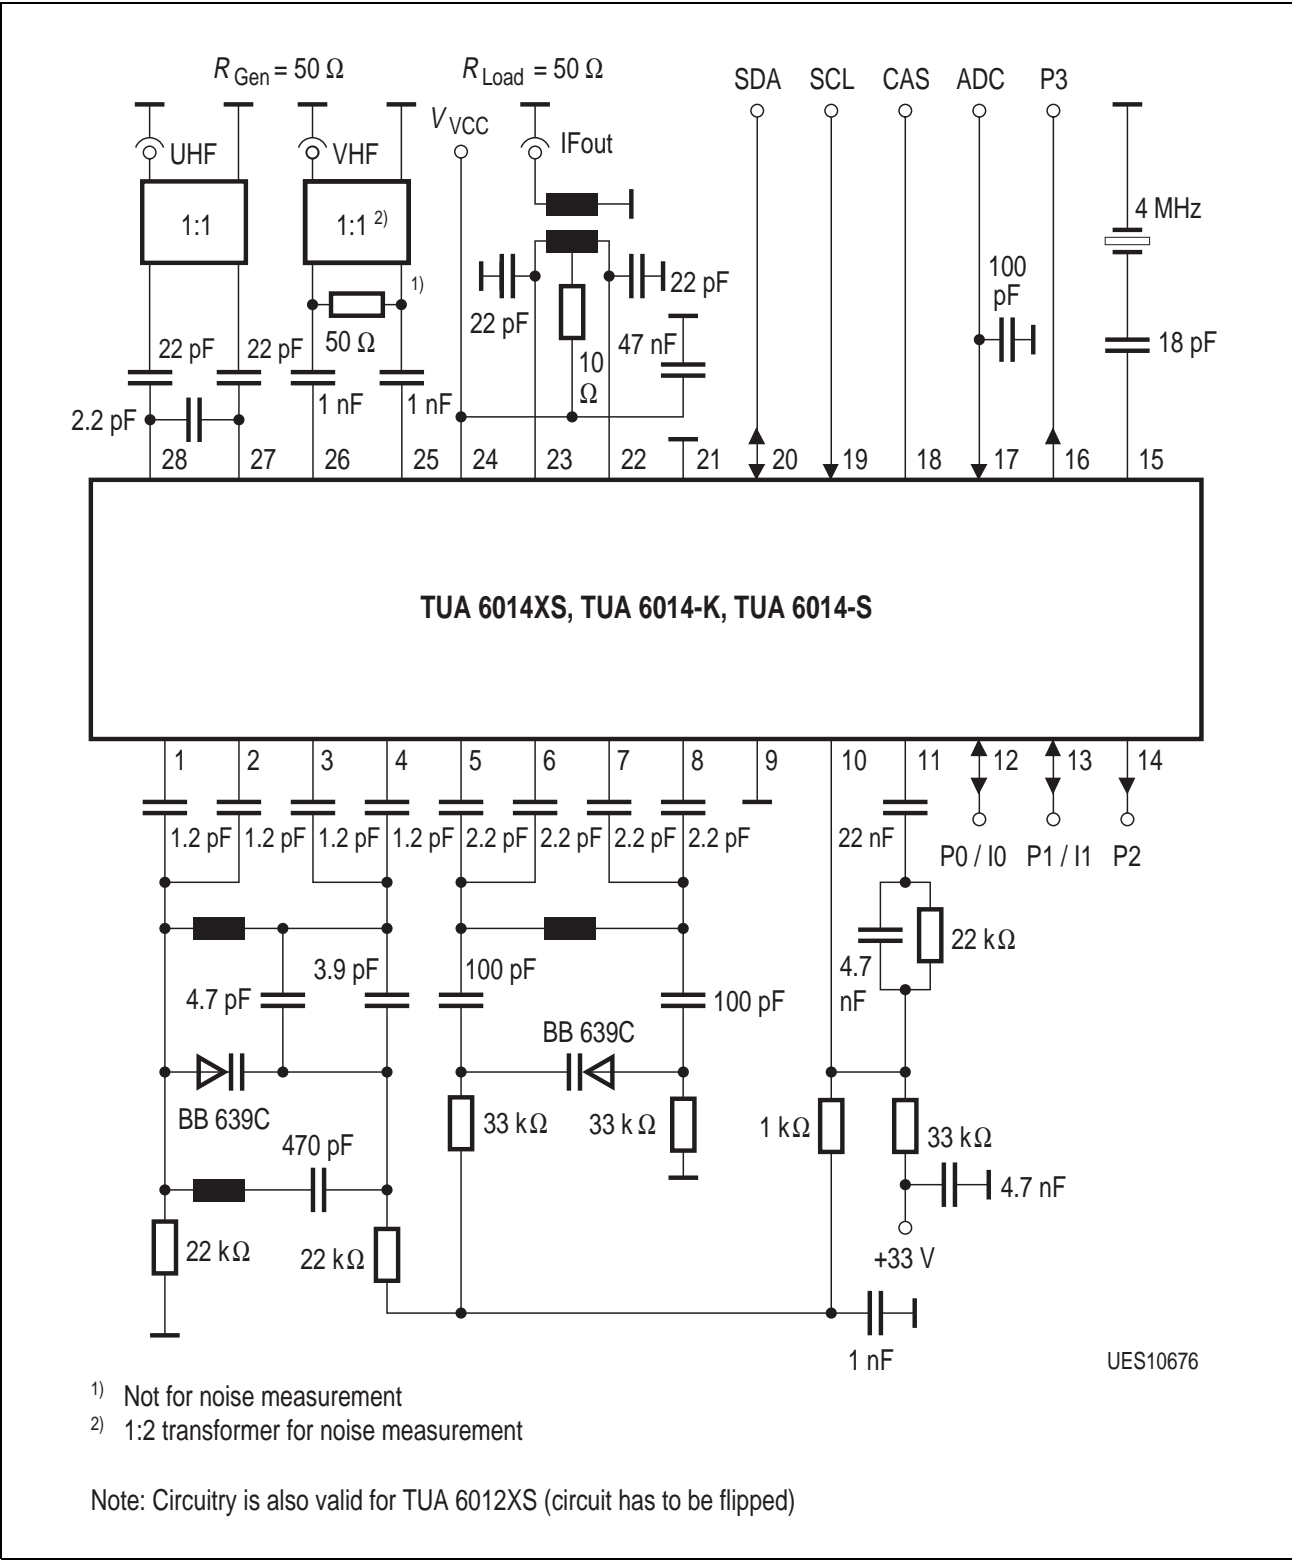 R Gen = 50 Ω
R Load = 50 Ω
SDA
SCL
CAS
ADC
P3
V VCC
UHF
VHF
IFout
1:1
1:1 2)
4 MHz
1)
100
pF
22 pF
22 pF
50 Ω
22 pF
22 pF
10
Ω
47 nF
18 pF
2.2 pF
1 nF
1 nF
28
27
26
25
24
23
22
21
20
19
18
17
16
15
TUA 6014XS, TUA 6014-K, TUA 6014-S
1
2
3
4
5
6
7
8
9
10
11
12
13
14
1.2 pF
1.2 pF
1.2 pF
1.2 pF
2.2 pF
2.2 pF
2.2 pF
2.2 pF
22 nF
P0 / I0
P1 / I1
P2
22 kΩ
4.7
nF
3.9 pF
4.7 pF
100 pF
100 pF
BB 639C
BB 639C
33 kΩ
33 kΩ
1 kΩ
33 kΩ
470 pF
4.7 nF
22 kΩ
22 kΩ
+33 V
1 nF
UES10676
1) Not for noise measurement
2) 1:2 transformer for noise measurement
Note: Circuitry is also valid for TUA 6012XS (circuit has to be flipped)